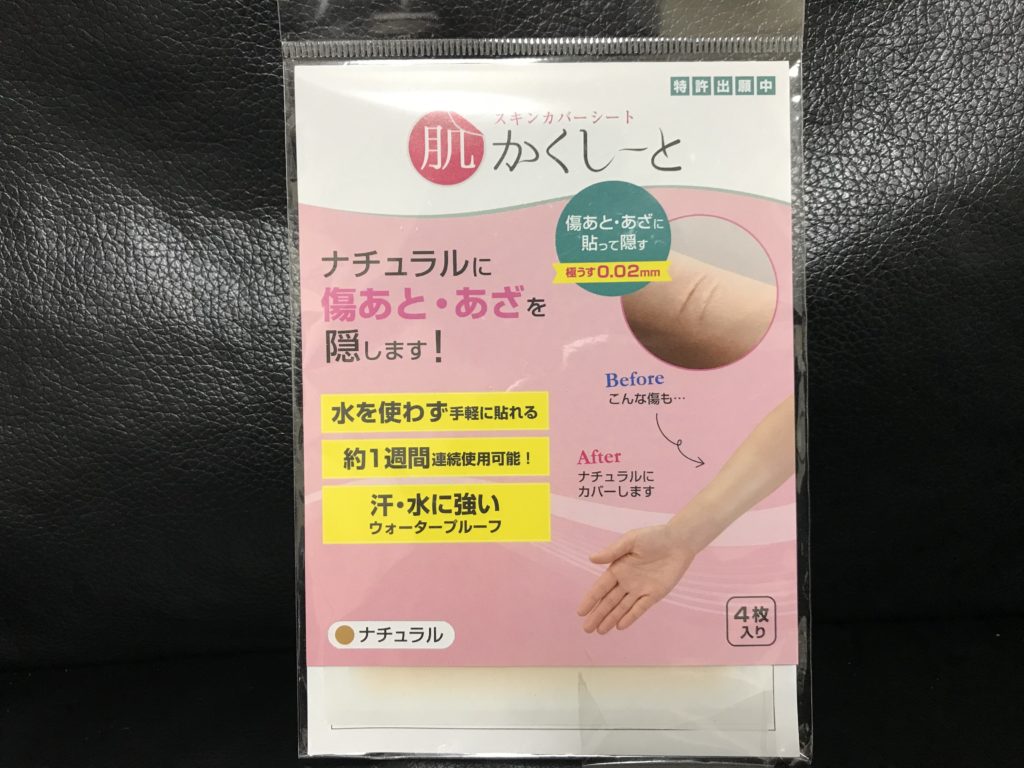 特許出願中
スキンカバーシート
肌かくしーと
傷あと・あざに
貼って隠す
極うす0.02mm
ナチュラルに
傷あと・あざを
隠します!
Before
こんな傷も…
水を使わず手軽に貼れる
約1週間連続使用可能!
汗・水に強い
ウォータープルーフ
After
ナチュラルに
カバーします
ナチュラル
4枚
入り